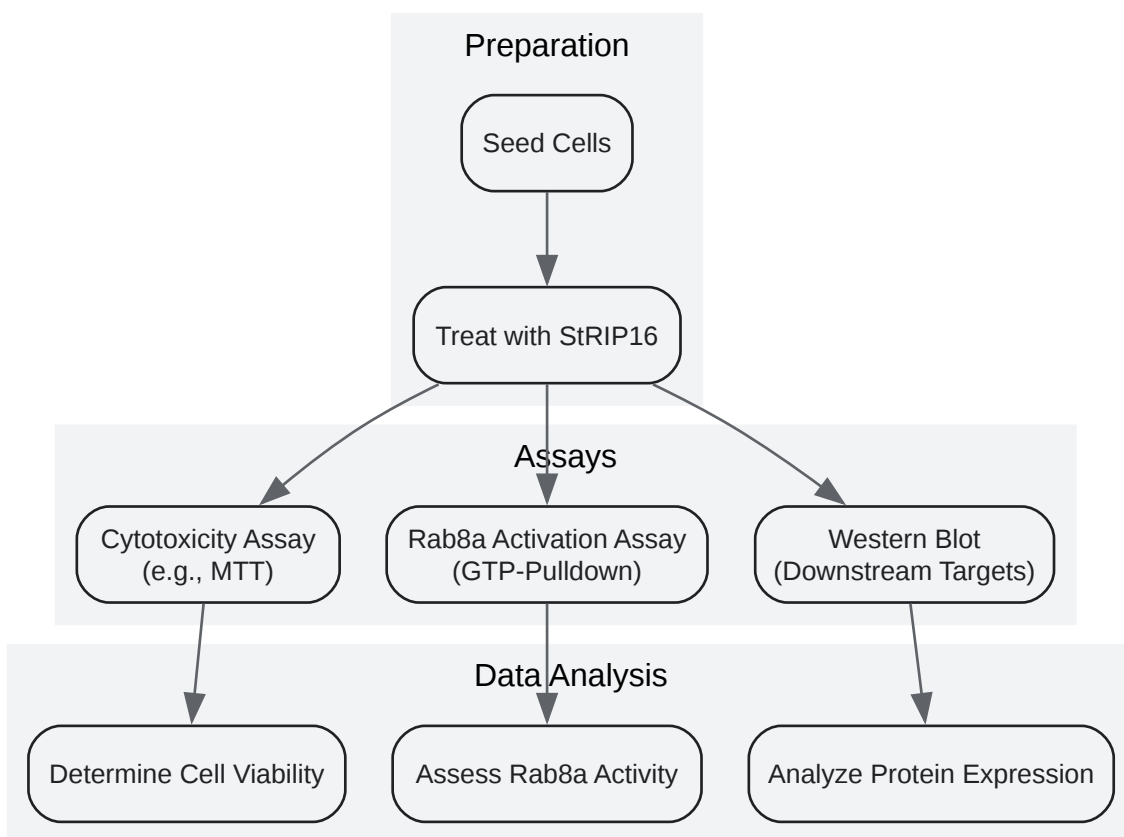 Preparation
Seed Cells
Treat with StRIP16
Assays
Cytotoxicity Assay
(e.g., MTT)
Rab8a Activation Assay
(GTP-Pulldown)
Western Blot
(Downstream Targets)
Data Analysis
Determine Cell Viability
Assess Rab8a Activity
Analyze Protein Expression